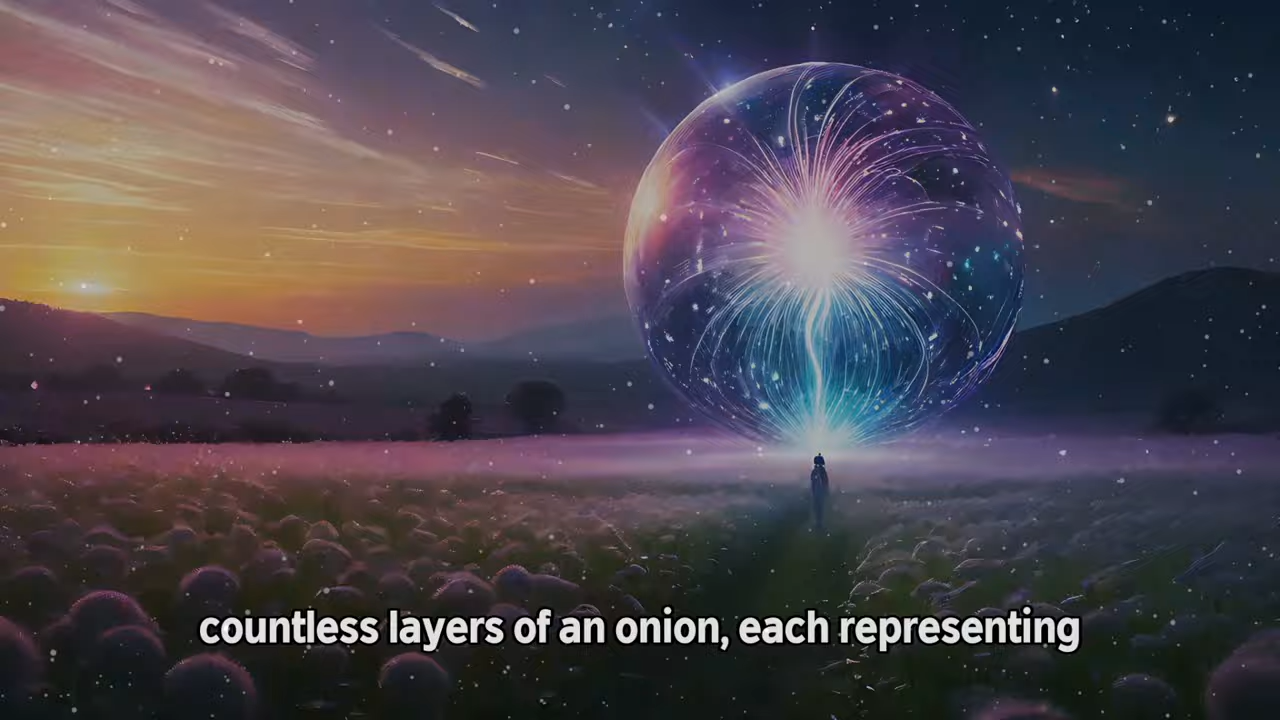 countless layers of an onion, each representing